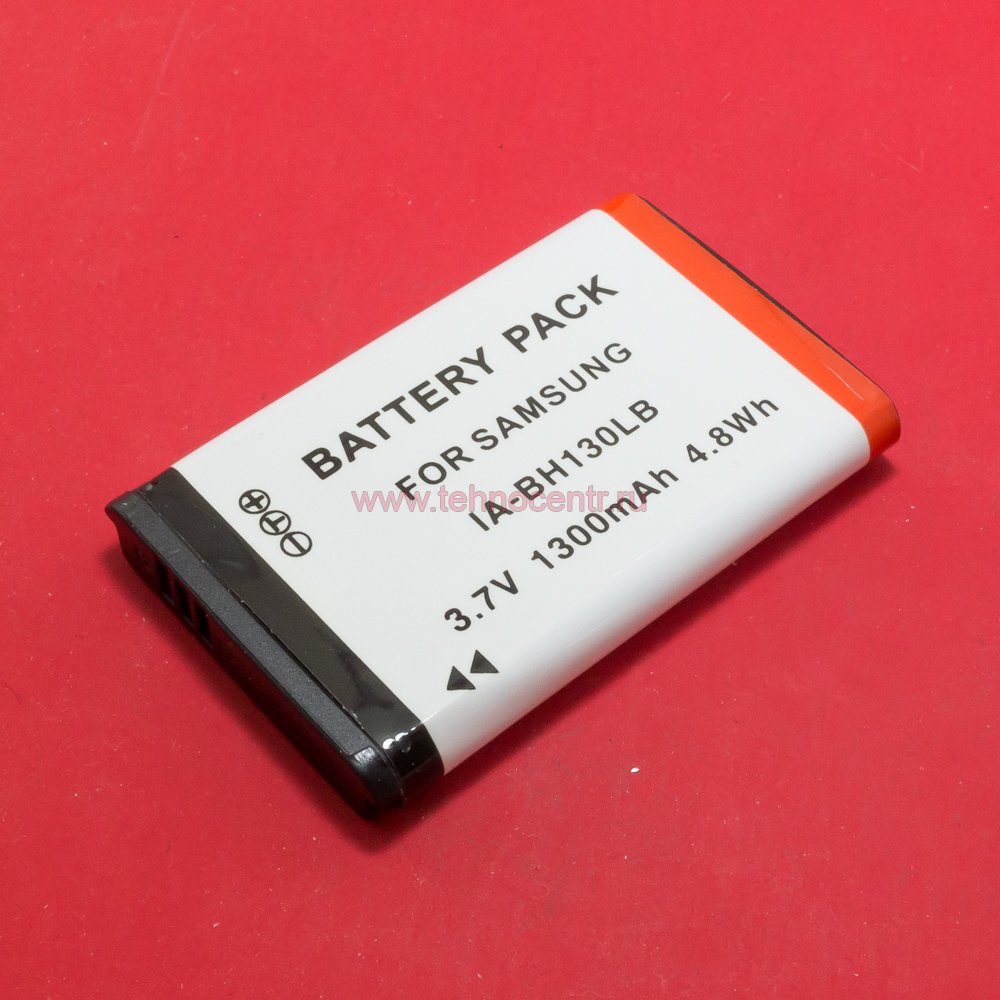 BATTERY PACK
FOR SAMSUNG
IA-BH130LB
3.7V 1300mAh 4.8Wh
www.tehnocentr.ru